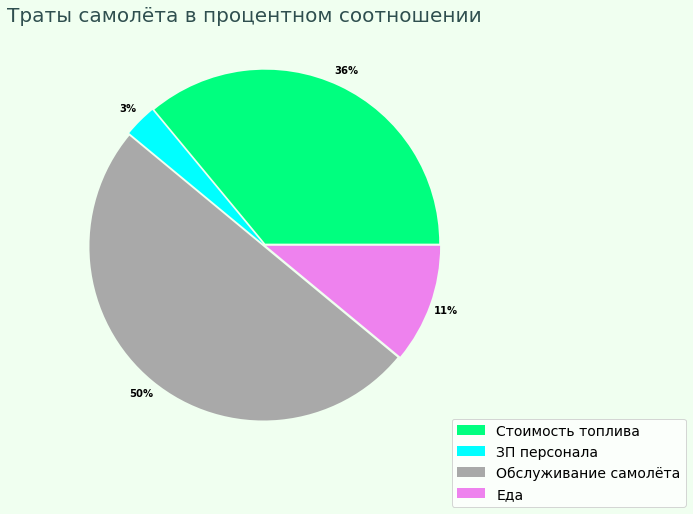 Траты самолёта в процентном соотношении
36%
3%
11%
50%
Стоимость топлива
ЗП персонала
Обслуживание самолёта
Еда